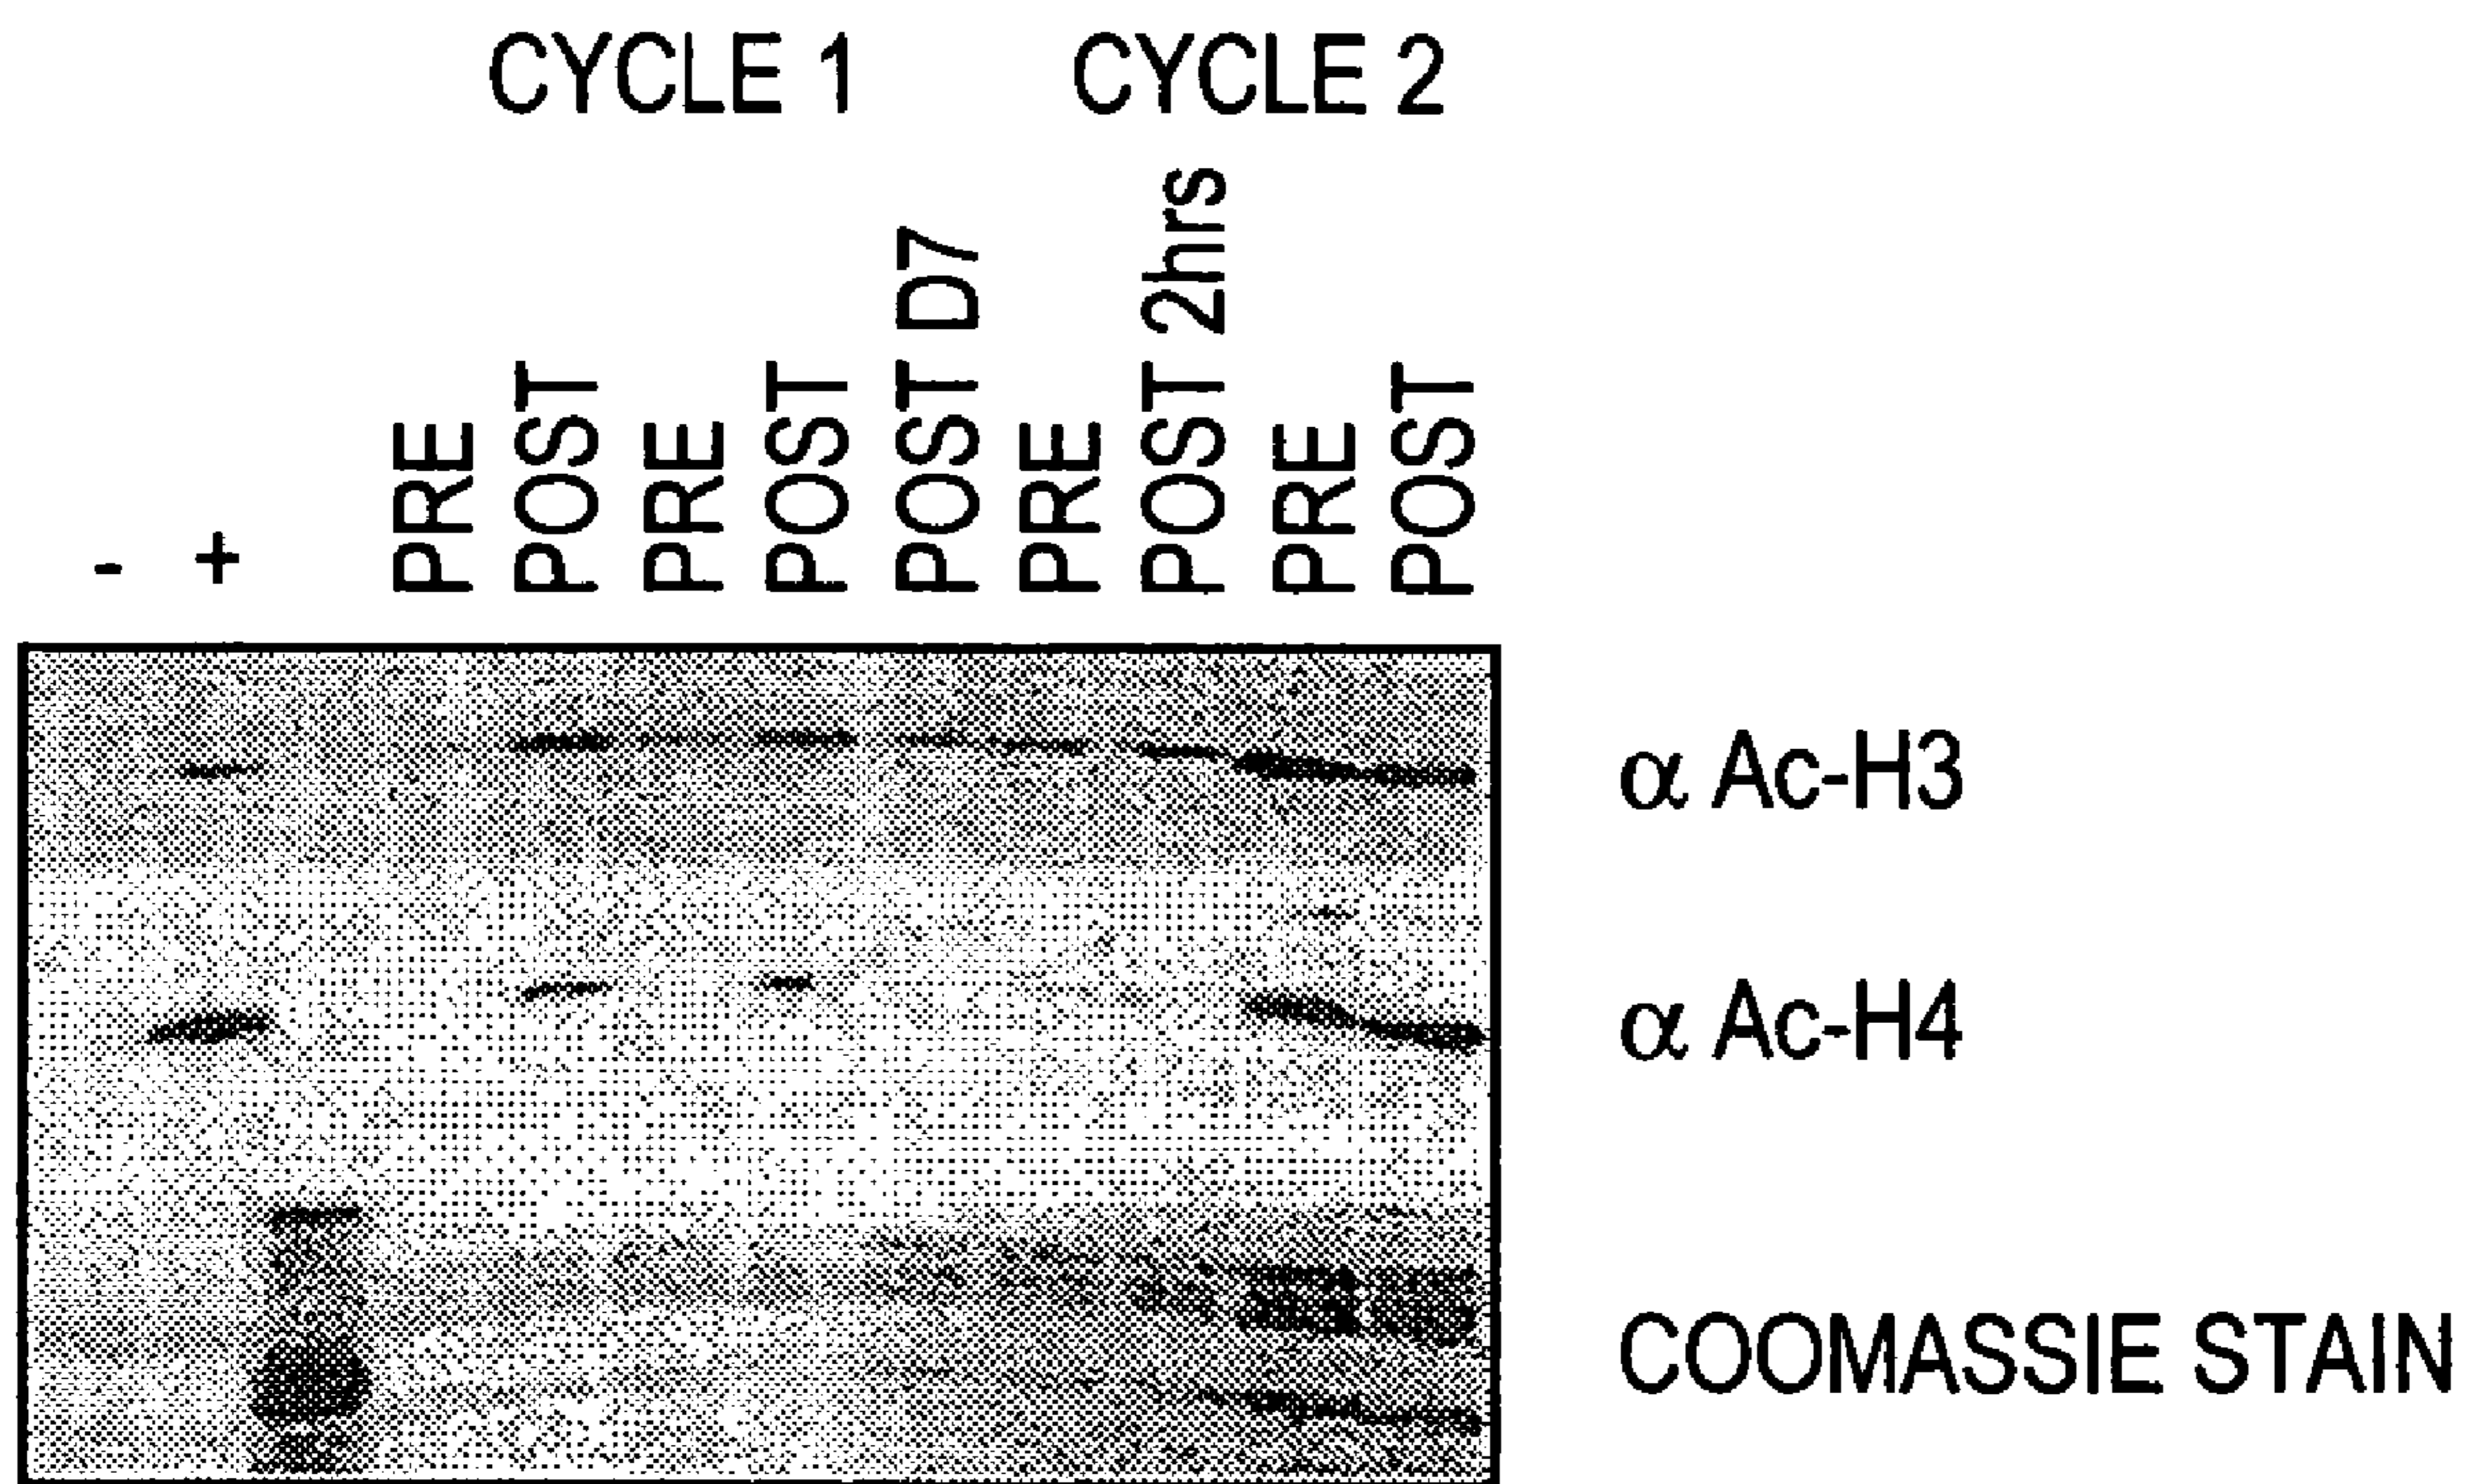 CYCLE 1 CYCLE 2
- + PRE POST PRE POST POST D7 PRE POST 2hrs PRE POST
α Ac-H3
α Ac-H4
COOMASSIE STAIN